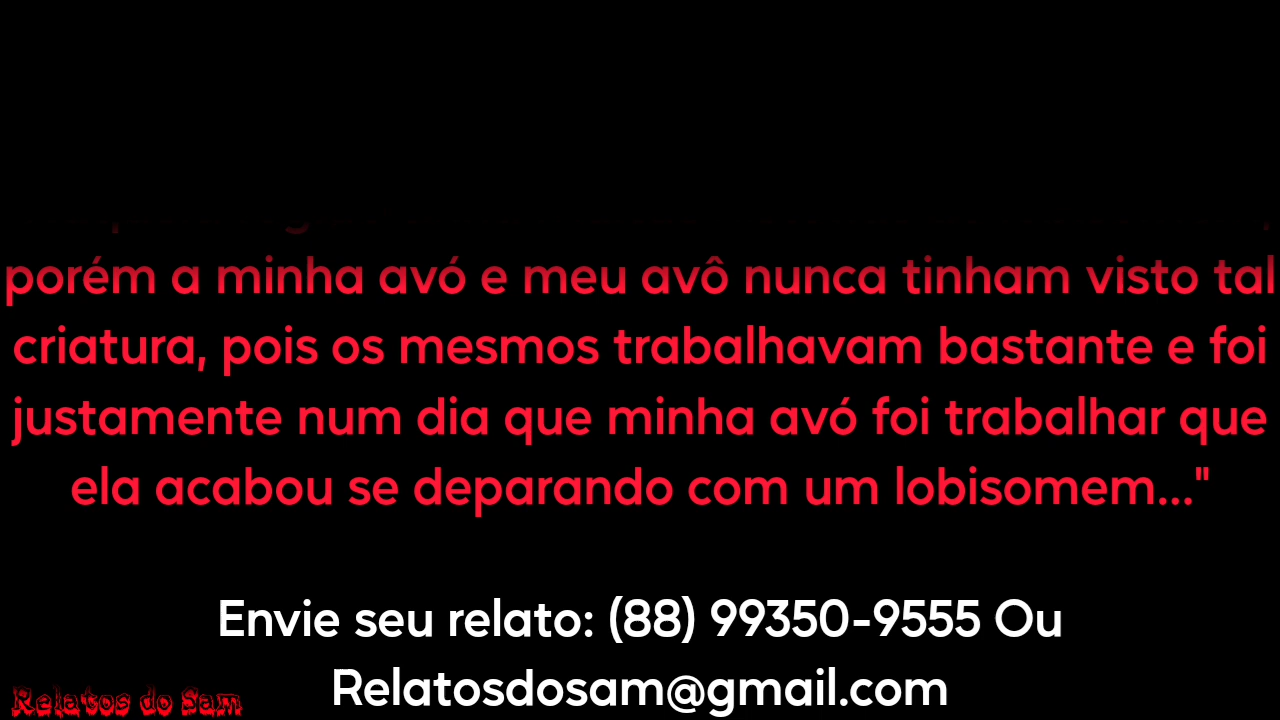 porém a minha avó e meu avô nunca tinham visto tal
criatura, pois os mesmos trabalhavam bastante e foi
justamente num dia que minha avó foi trabalhar que
ela acabou se deparando com um lobisomem..."
Envie seu relato: (88) 99350-9555 Ou
Relatosdosam@gmail.com
Relatos do Sam